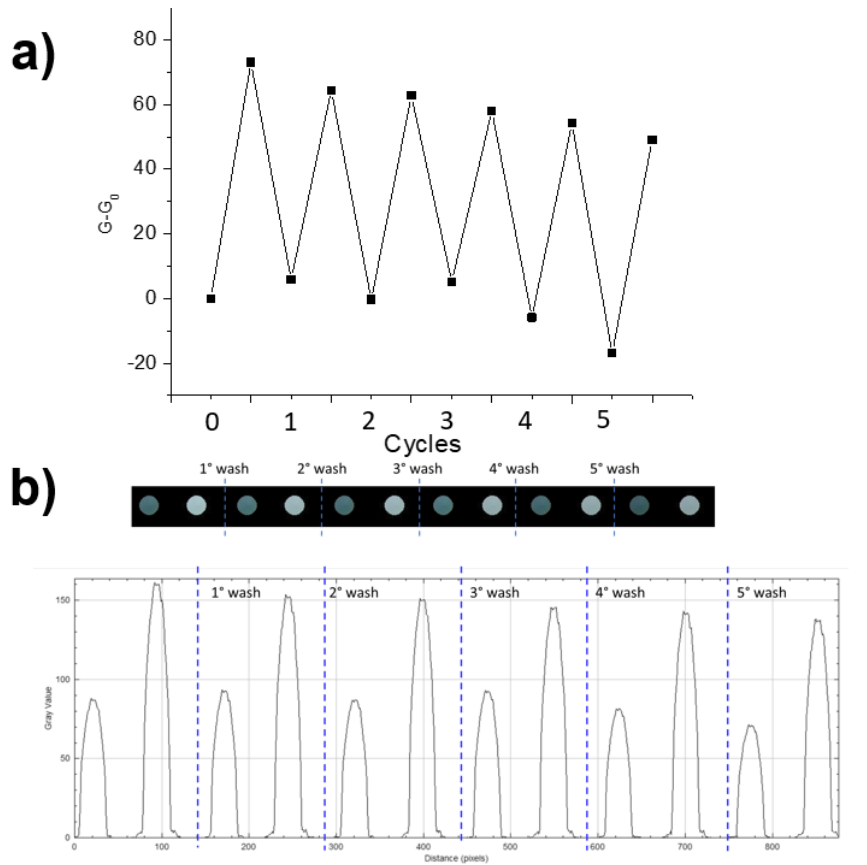 a)
80
60
40
20
0
-20
G-G0
0 1 2 3 4 5
Cycles
b)
1° wash 2° wash 3° wash 4° wash 5° wash
1° wash 2° wash 3° wash 4° wash 5° wash
150
100
50
0
Gray Value
0 100 200 300 400 500 600 700 800
Distance (pixels)